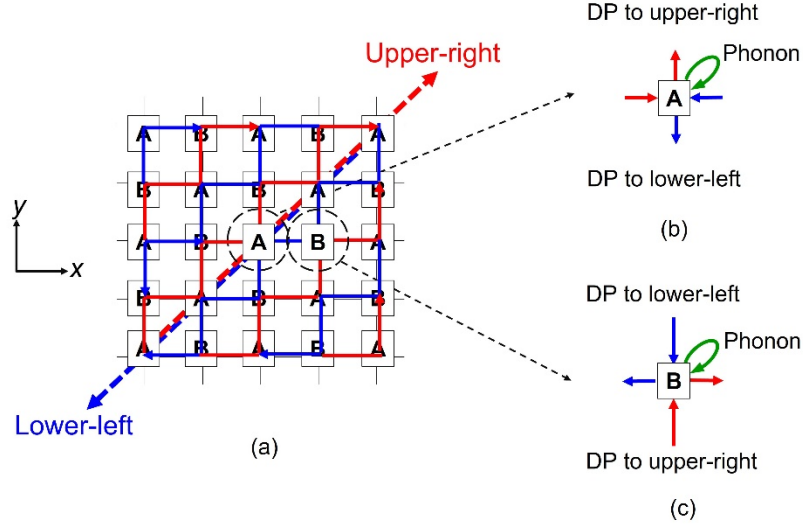 Upper-right
A B A B A
B A B A B
A B A B A
B A B A B
A B A B A
y
x
Lower-left
(a)
DP to upper-right
Phonon
A
DP to lower-left
(b)
DP to lower-left
Phonon
B
DP to upper-right
(c)